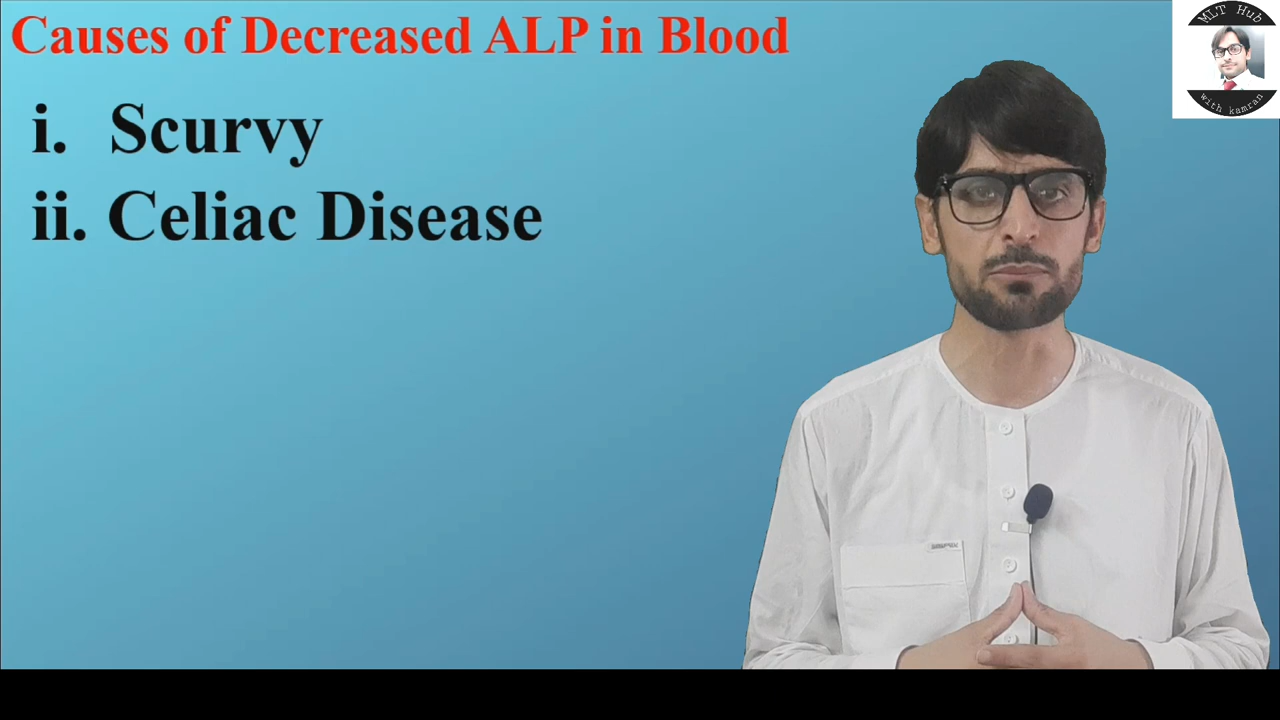 Causes of Decreased ALP in Blood
MLT Hub
i. Scurvy
ii. Celiac Disease
with kamran